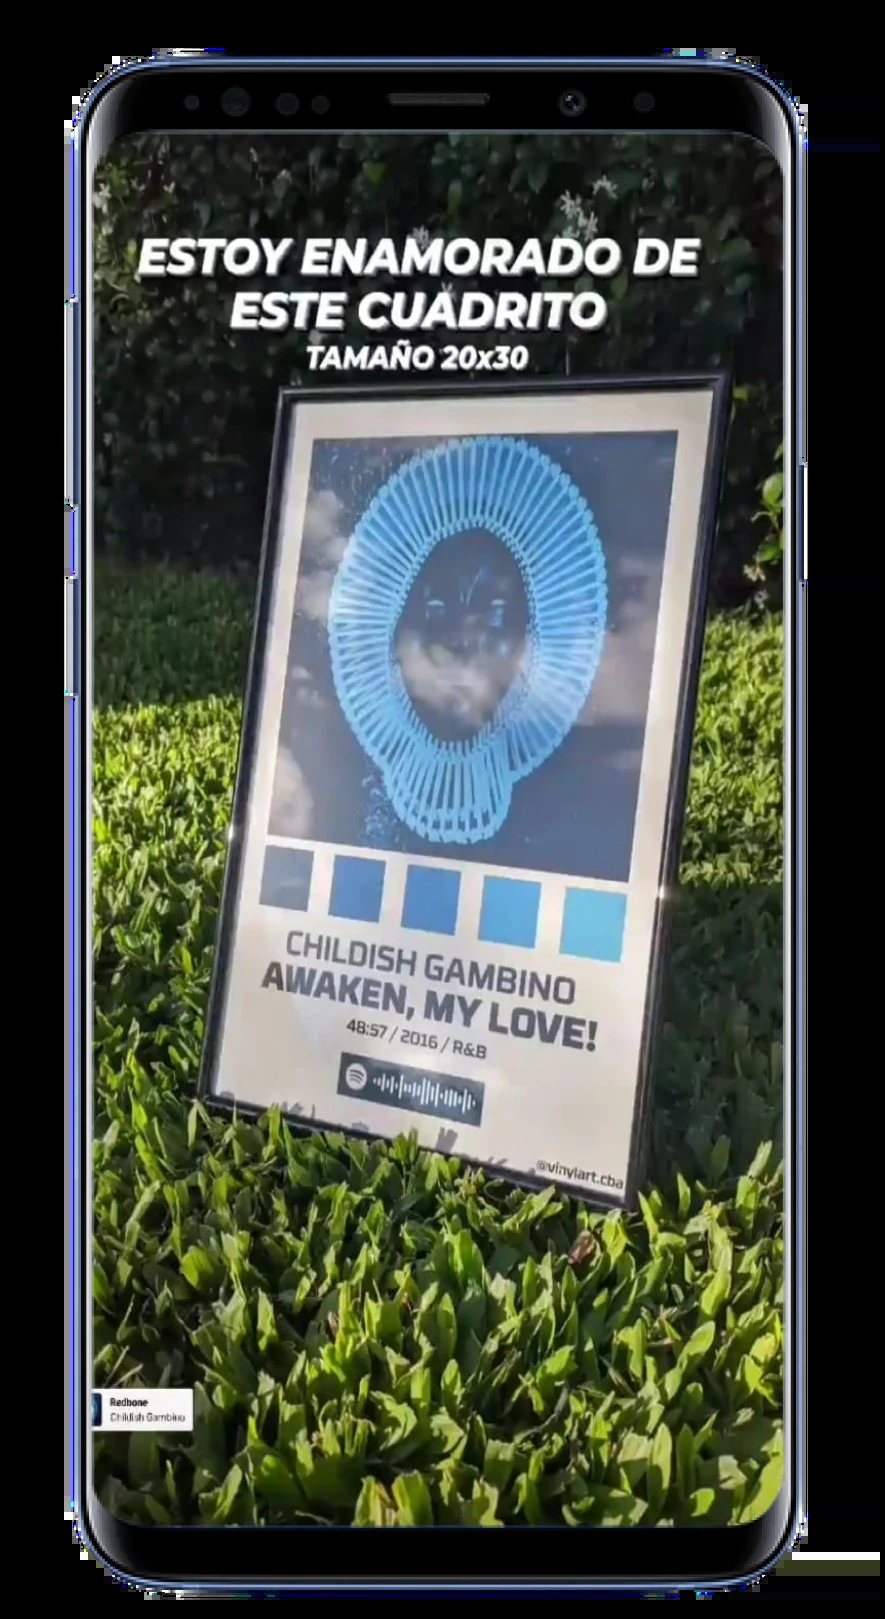 ESTOY ENAMORADO DE
ESTE CUADRITO
TAMAÑO 20x30
CHILDISH GAMBINO
AWAKEN, MY LOVE!
48:57 / 2016 / R&B
@vinylart.cba
Redbone
Childish Gambino